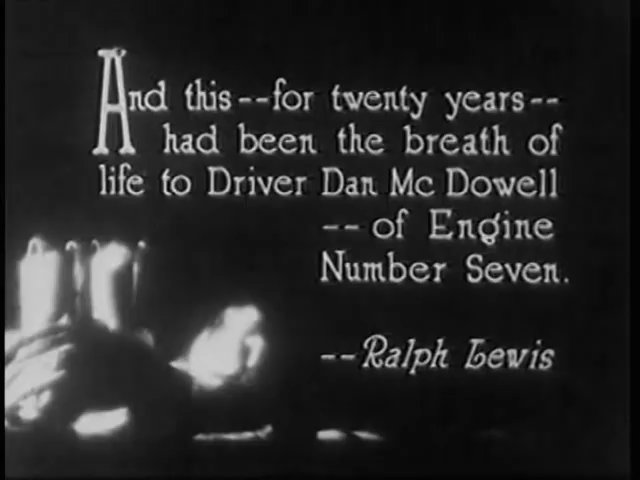 And this--for twenty years--
had been the breath of
life to Driver Dan Mc Dowell
--of Engine
Number Seven.
--Ralph Lewis